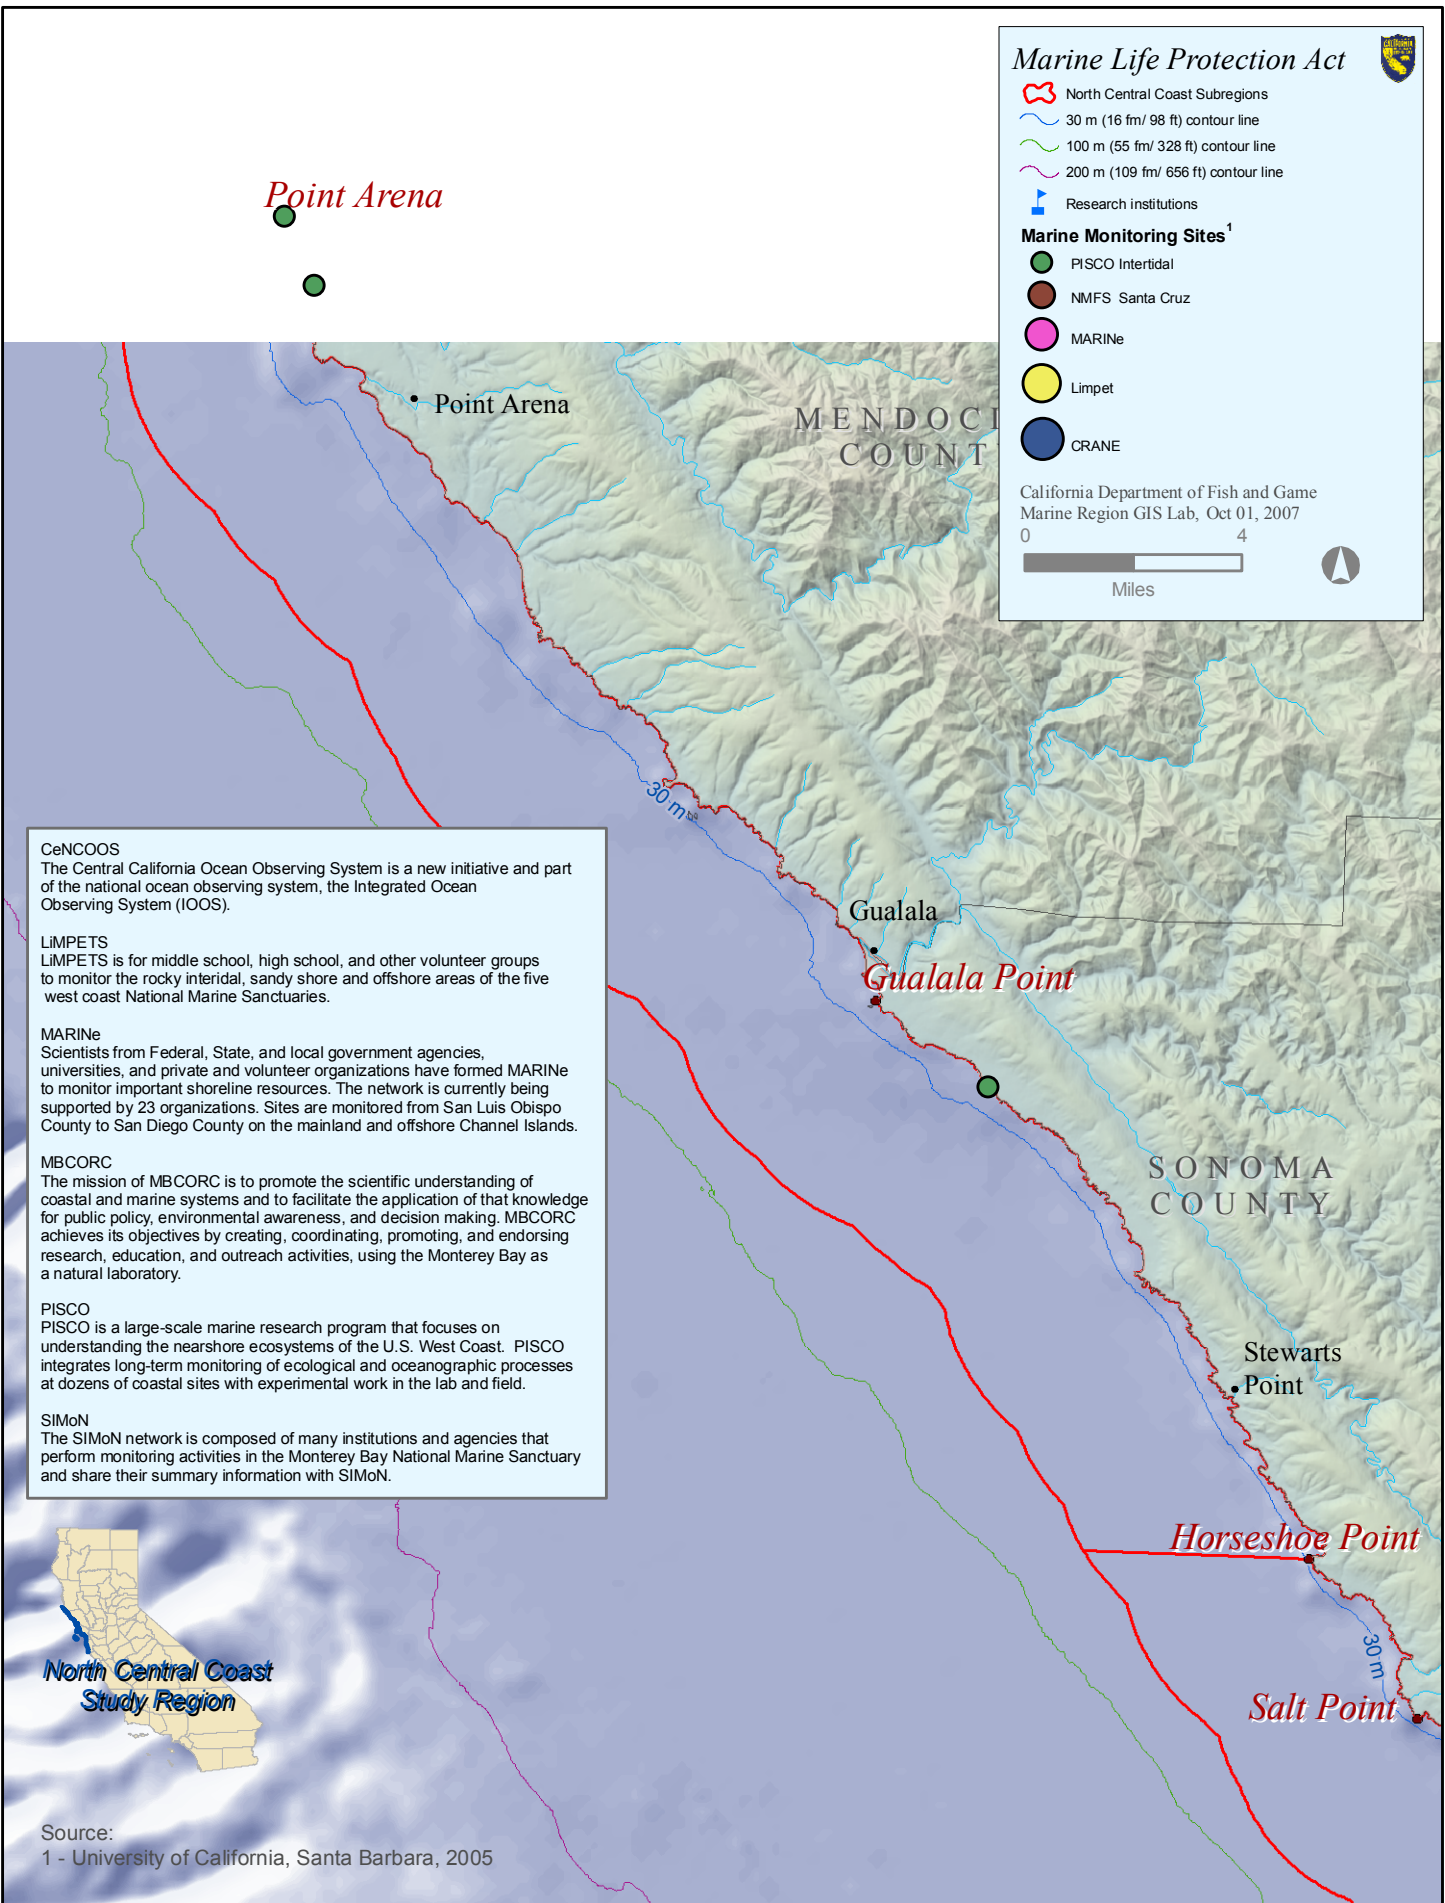 Marine Life Protection Act
CALIFORNIA
North Central Coast Subregions
30 m (16 fm/ 98 ft) contour line
100 m (55 fm/ 328 ft) contour line
200 m (109 fm/ 656 ft) contour line
Research institutions
Marine Monitoring Sites1
PISCO Intertidal
NMFS Santa Cruz
MARINe
Limpet
CRANE
California Department of Fish and Game
Marine Region GIS Lab, Oct 01, 2007
0 4
Miles
Point Arena
Point Arena
MENDOCI
COUNT
30 m
Gualala
Gualala Point
SONOMA
COUNTY
Stewarts
Point
Horseshoe Point
30 m
Salt Point
CeNCOOS
The Central California Ocean Observing System is a new initiative and part
of the national ocean observing system, the Integrated Ocean
Observing System (IOOS).
LiMPETS
LiMPETS is for middle school, high school, and other volunteer groups
to monitor the rocky interidal, sandy shore and offshore areas of the five
west coast National Marine Sanctuaries.
MARINe
Scientists from Federal, State, and local government agencies,
universities, and private and volunteer organizations have formed MARINe
to monitor important shoreline resources. The network is currently being
supported by 23 organizations. Sites are monitored from San Luis Obispo
County to San Diego County on the mainland and offshore Channel Islands.
MBCORC
The mission of MBCORC is to promote the scientific understanding of
coastal and marine systems and to facilitate the application of that knowledge
for public policy, environmental awareness, and decision making. MBCORC
achieves its objectives by creating, coordinating, promoting, and endorsing
research, education, and outreach activities, using the Monterey Bay as
a natural laboratory.
PISCO
PISCO is a large-scale marine research program that focuses on
understanding the nearshore ecosystems of the U.S. West Coast. PISCO
integrates long-term monitoring of ecological and oceanographic processes
at dozens of coastal sites with experimental work in the lab and field.
SIMoN
The SIMoN network is composed of many institutions and agencies that
perform monitoring activities in the Monterey Bay National Marine Sanctuary
and share their summary information with SIMoN.
North Central Coast
Study Region
Source:
1 - University of California, Santa Barbara, 2005